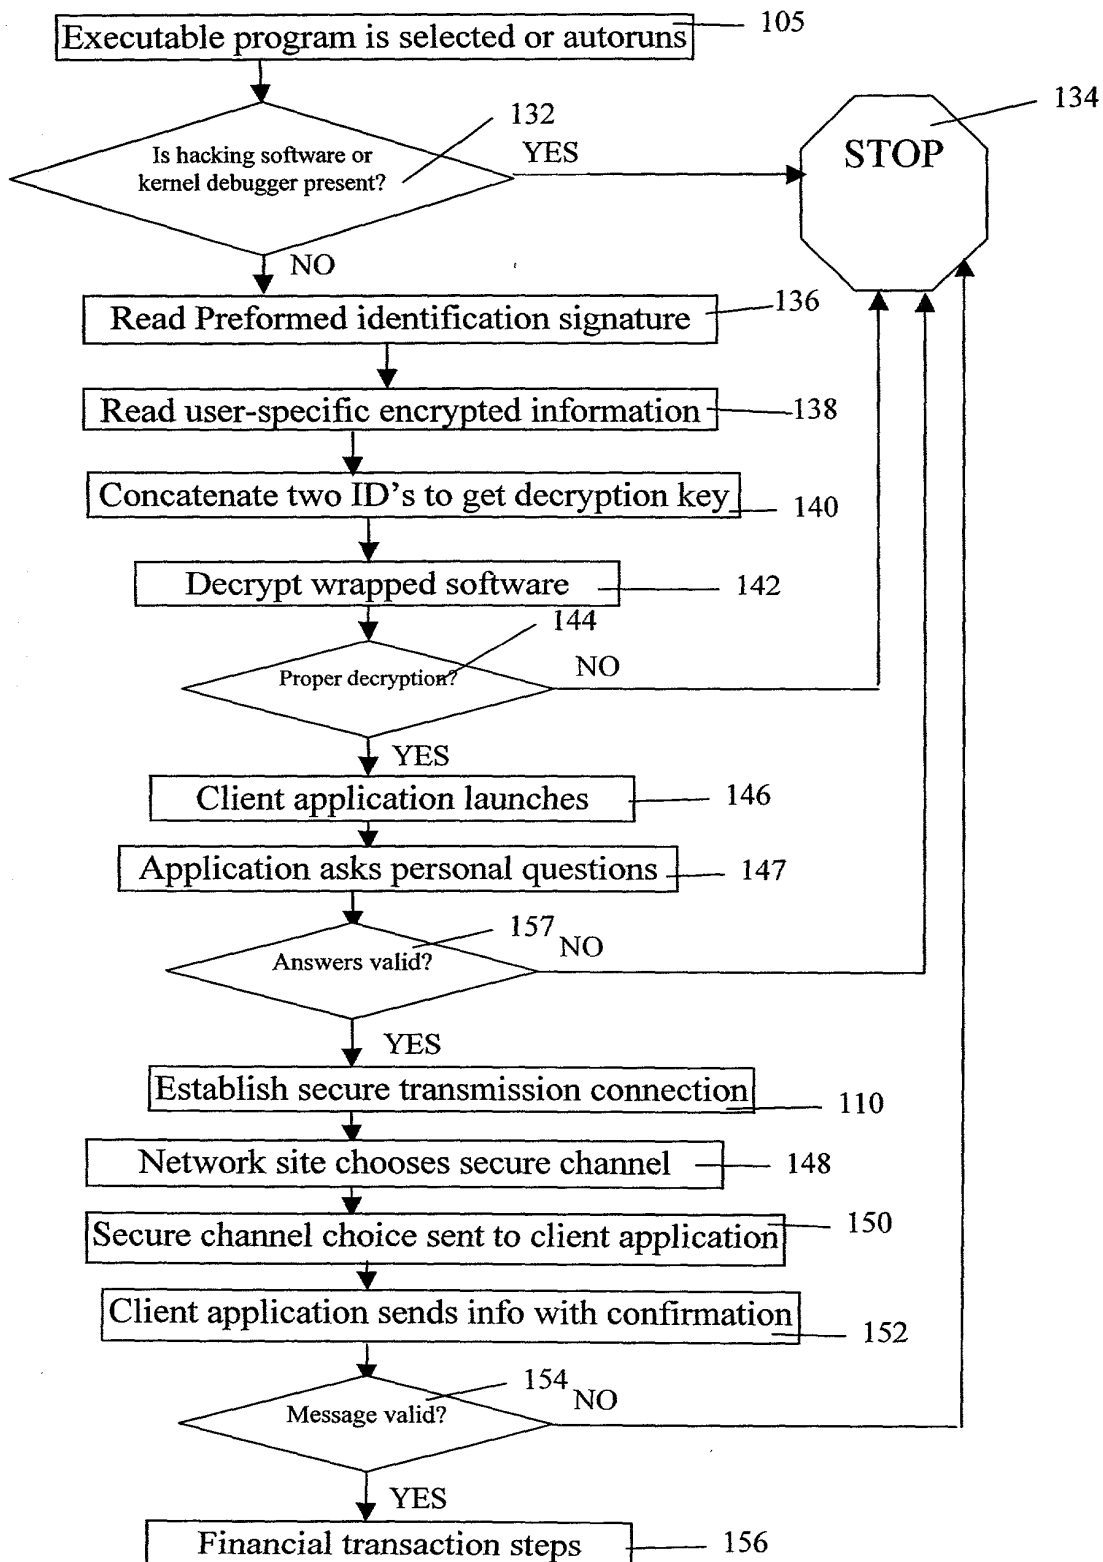 Executable program is selected or autoruns
105
132
Is hacking software or
kernel debugger present?
YES
134
STOP
NO
Read Preformed identification signature
136
Read user-specific encrypted information
138
Concatenate two ID's to get decryption key
140
Decrypt wrapped software
142
144
Proper decryption?
NO
YES
Client application launches
146
Application asks personal questions
147
157
Answers valid?
NO
YES
Establish secure transmission connection
110
Network site chooses secure channel
148
Secure channel choice sent to client application
150
Client application sends info with confirmation
152
154
Message valid?
NO
YES
Financial transaction steps
156